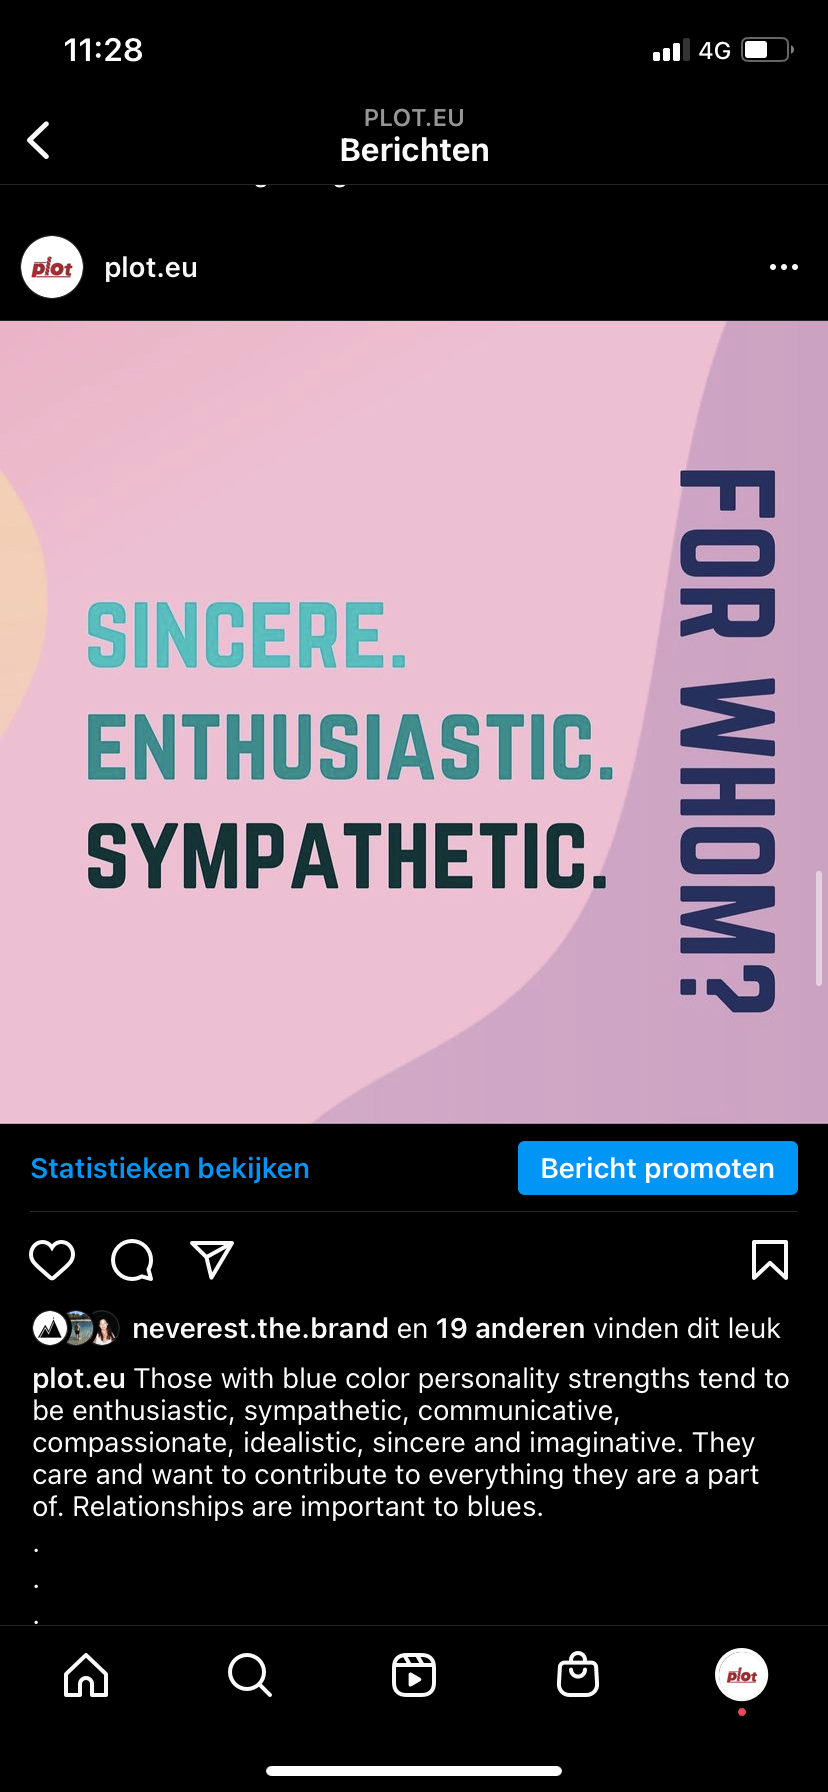 11:28
4G
PLOT.EU
Berichten
plot
plot.eu
SINCERE.
ENTHUSIASTIC.
SYMPATHETIC.
FOR WHOM?
Statistieken bekijken
Bericht promoten
neverest.the.brand en 19 anderen vinden dit leuk
plot.eu Those with blue color personality strengths tend to
be enthusiastic, sympathetic, communicative,
compassionate, idealistic, sincere and imaginative. They
care and want to contribute to everything they are a part
of. Relationships are important to blues.
.
.
.
plot